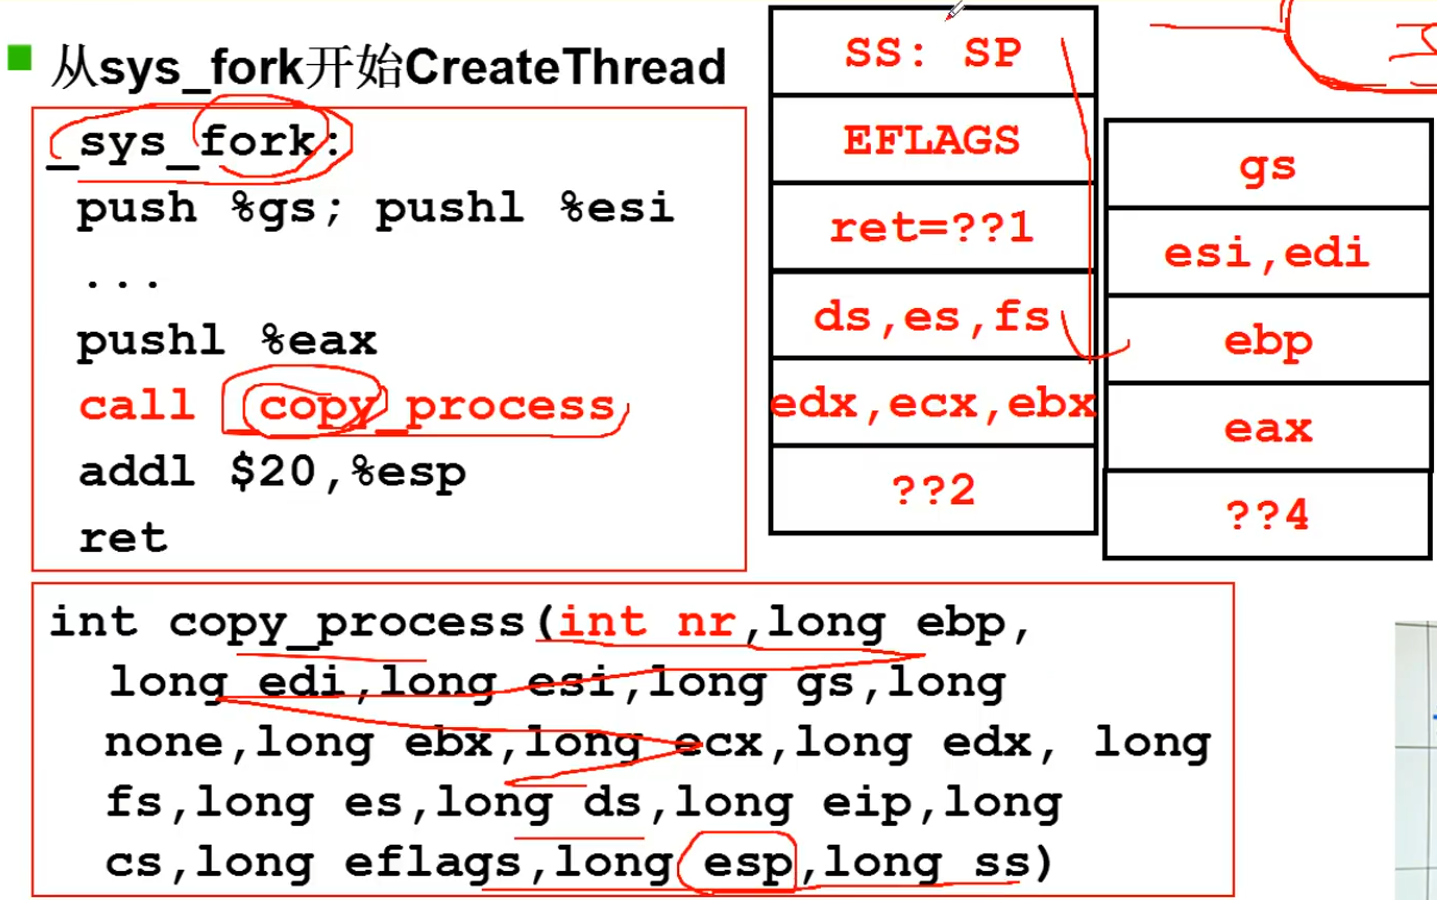 从sys_fork开始CreateThread
_sys_fork:
push %gs; pushl %esi
...
pushl %eax
call _copy_process
addl $20,%esp
ret
SS: SP
EFLAGS
ret=??1
ds,es,fs
edx,ecx,ebx
??2
gs
esi,edi
ebp
eax
??4
int copy_process(int nr,long ebp,
long edi,long esi,long gs,long
none,long ebx,long ecx,long edx, long
fs,long es,long ds,long eip,long
cs,long eflags,long esp,long ss)